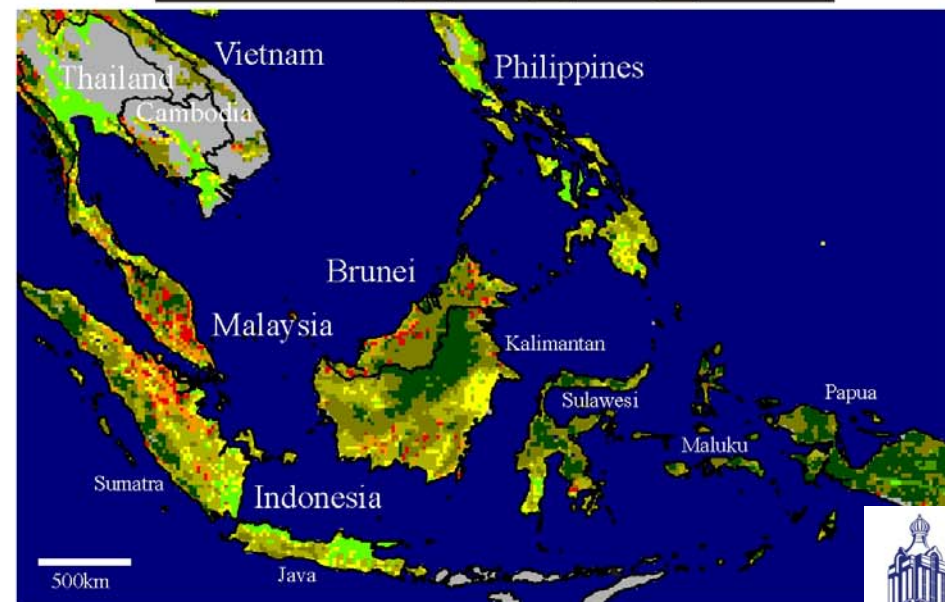 Vietnam
Thailand
Philippines
Cambodia
Brunei
Malaysia
Kalimantan
Sulawesi
Papua
Maluku
Sumatra
Indonesia
Java
500km